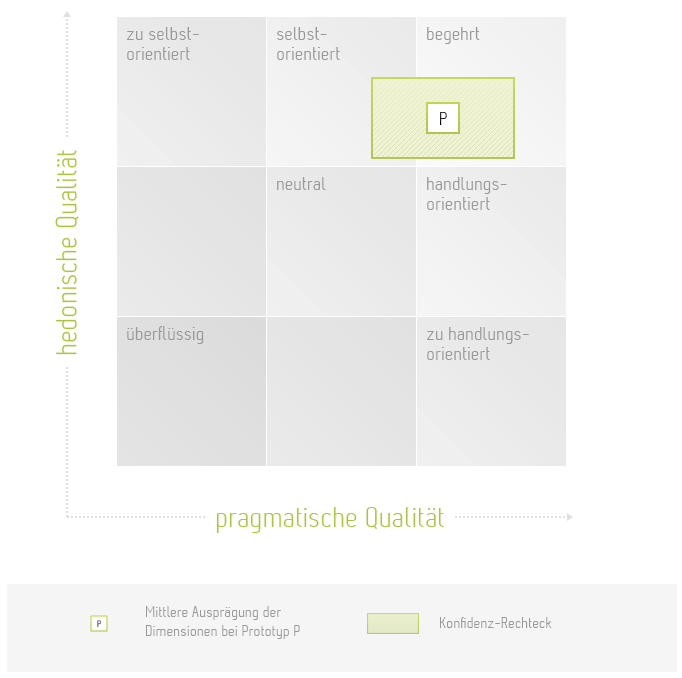 zu selbst-
orientiert
selbst-
orientiert
begehrt
P
neutral
handlungs-
orientiert
überflüssig
zu handlungs-
orientiert
hedonische Qualität
pragmatische Qualität
P
Mittlere Ausprägung der
Dimensionen bei Prototyp P
Konfidenz-Rechteck